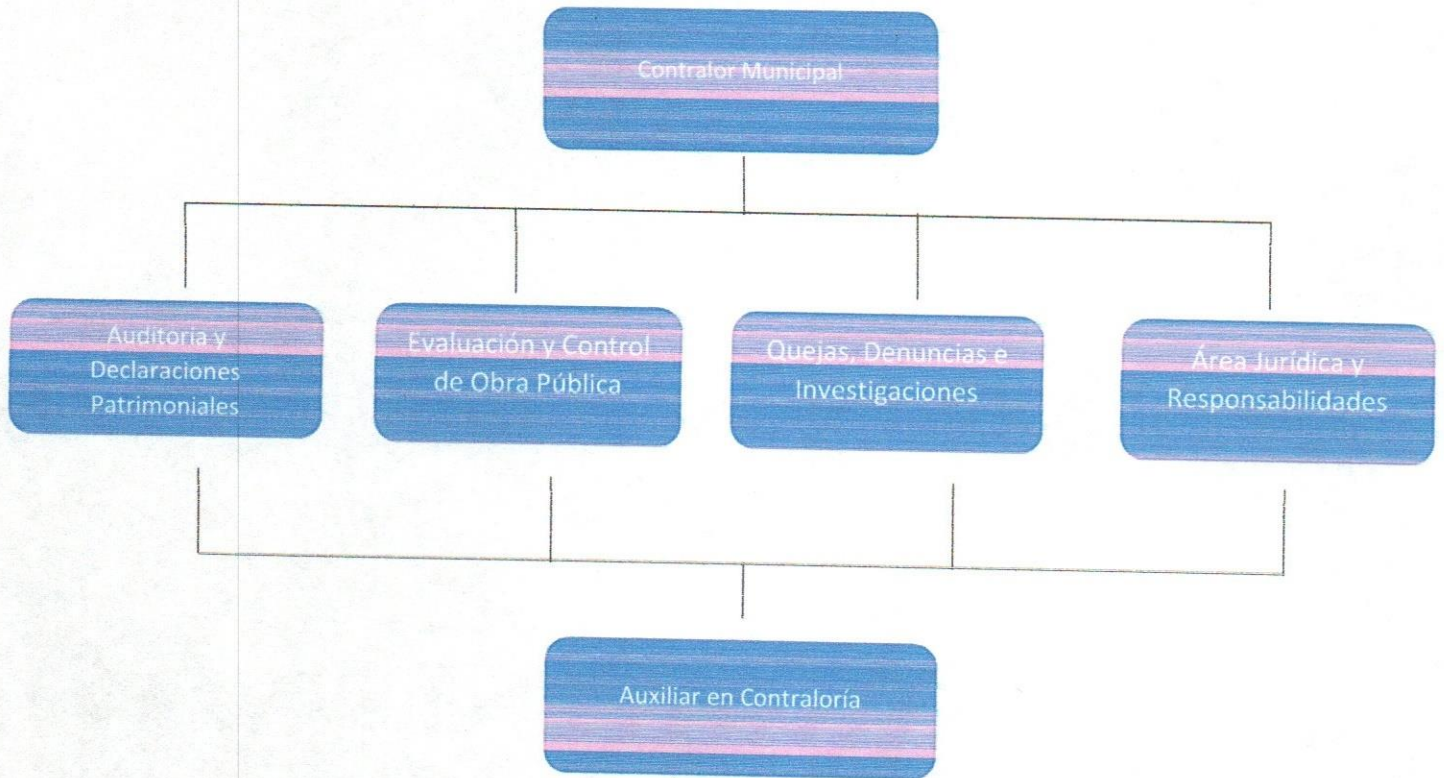 Contralor Municipal
Auditoria y
Declaraciones
Patrimoniales
Evaluación y Control
de Obra Pública
Quejas, Denuncias e
Investigaciones
Área Jurídica y
Responsabilidades
Auxiliar en Contraloría